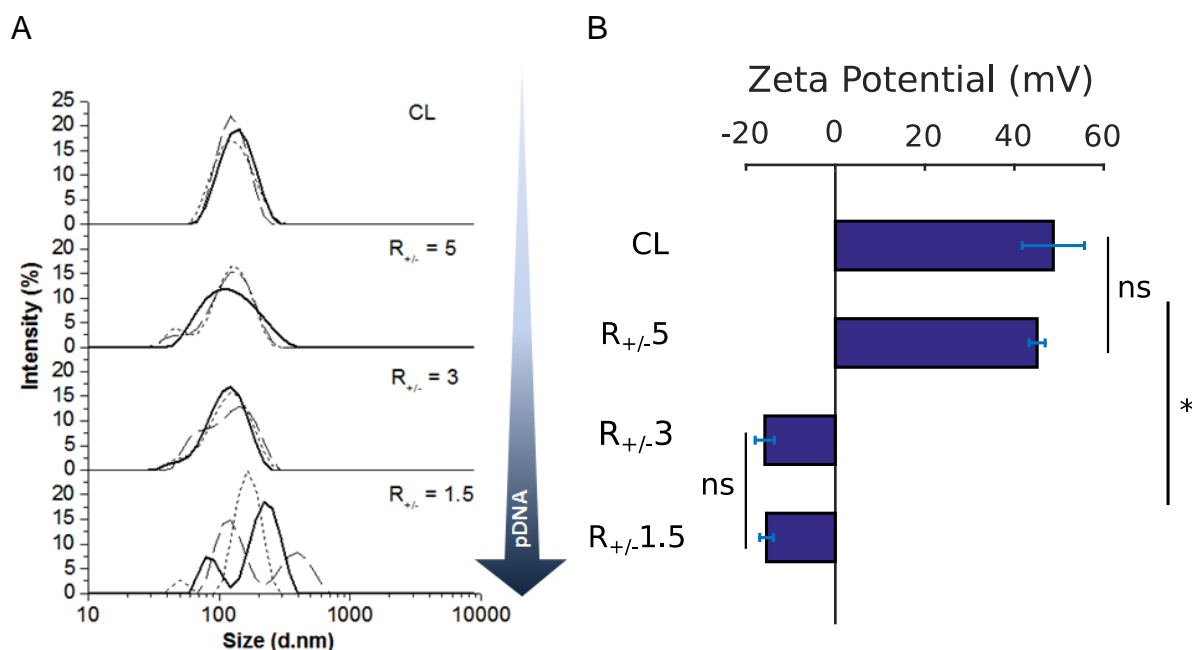 A
25
20
15
10
5
0
CL
20
15
10
5
0
R+/- = 5
20
15
10
5
0
R+/- = 3
20
15
10
5
0
R+/- = 1.5
10 100 1000 10000
Size (d.nm)
Intensity (%)
pDNA
B
Zeta Potential (mV)
-20 0 20 40 60
CL
R+/-5
ns
R+/-3
*
ns
R+/-1.5